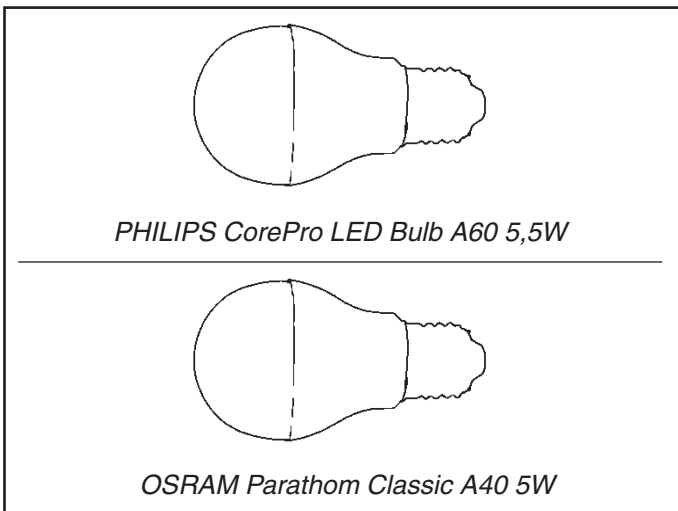 PHILIPS CorePro LED Bulb A60 5,5W
OSRAM Parathom Classic A40 5W